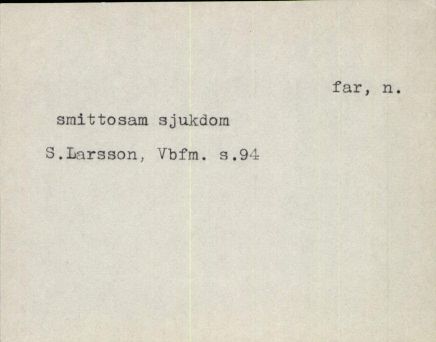 far, n.
smittosam sjukdom
S.Larsson, Vbfm. s.94